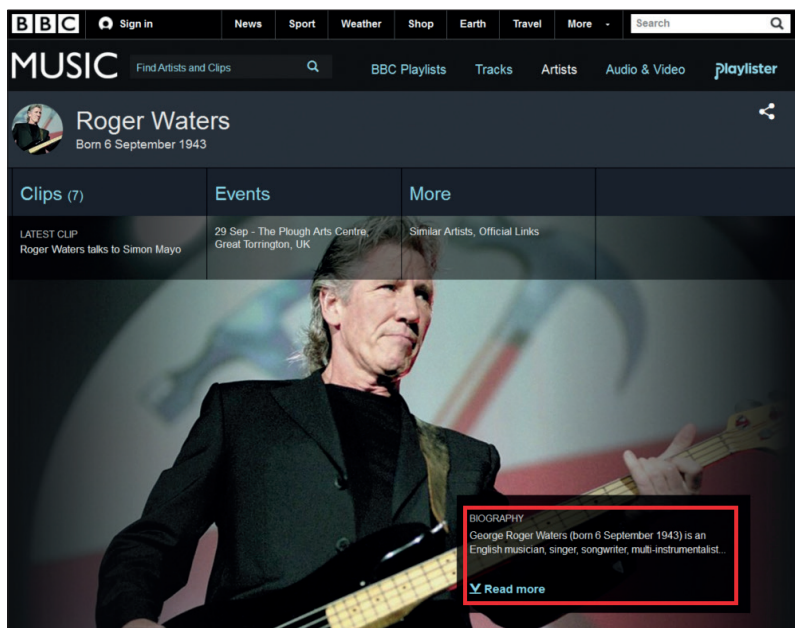 BBC Sign in News Sport Weather Shop Earth Travel More Search
MUSIC Find Artists and Clips BBC Playlists Tracks Artists Audio & Video playlister
Roger Waters
Born 6 September 1943
Clips (7)
LATEST CLIP
Roger Waters talks to Simon Mayo
Events
29 Sep - The Plough Arts Centre,
Great Torrington, UK
More
Similar Artists, Official Links
BIOGRAPHY
George Roger Waters (born 6 September 1943) is an
English musician, singer, songwriter, multi-instrumentalist...
Read more